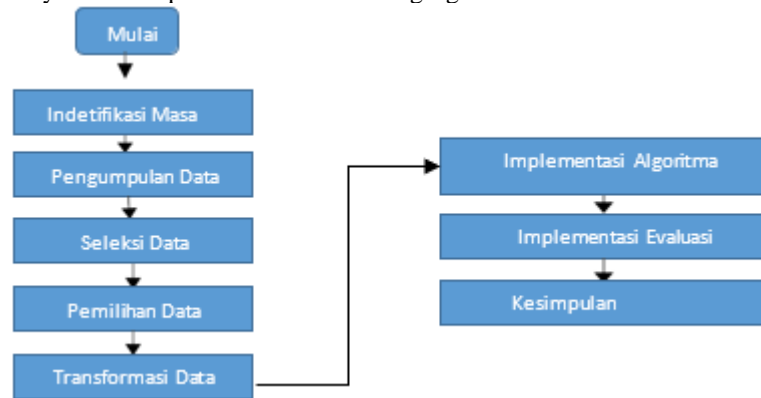 Mulai
Indetifikasi Masa
Pengumpulan Data
Seleksi Data
Pemilihan Data
Transformasi Data
Implementasi Algoritma
Implementasi Evaluasi
Kesimpulan